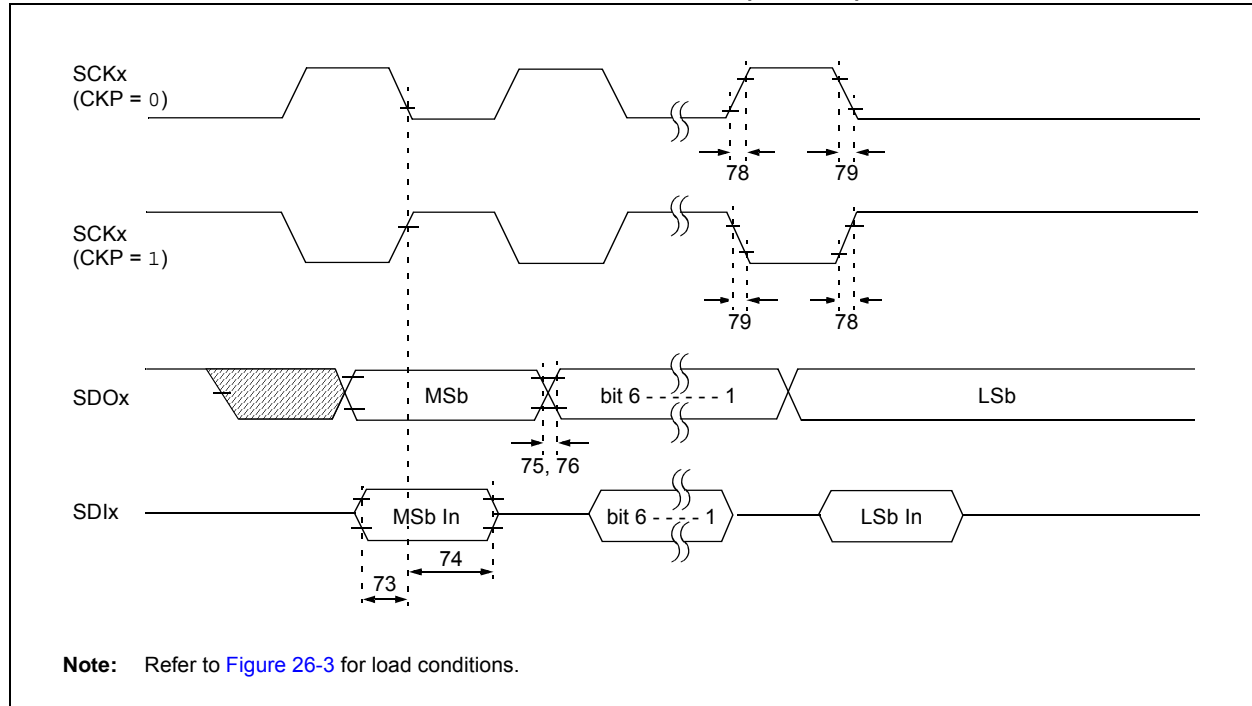 SCKx
(CKP = 0)
78
79
SCKx
(CKP = 1)
79
78
SDOx
MSb
bit 6 - - - - - - 1
LSb
75, 76
SDIx
MSb In
bit 6 - - - - 1
LSb In
74
73
Note: Refer to Figure 26-3 for load conditions.